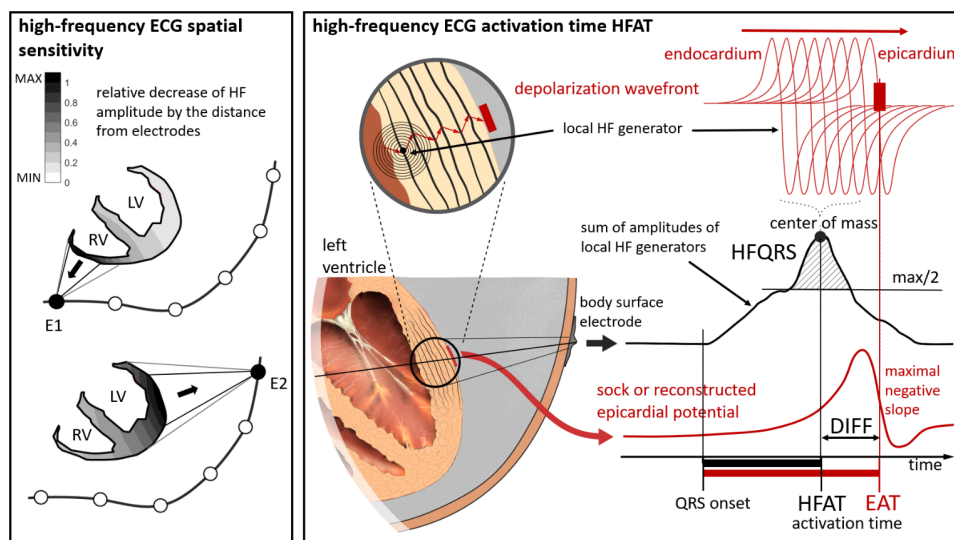 high-frequency ECG spatial
sensitivity
MAX
MIN
1
0.8
0.6
0.4
0.2
0
relative decrease of HF
amplitude by the distance
from electrodes
LV
RV
E1
LV
RV
E2
high-frequency ECG activation time HFAT
endocardium
epicardium
depolarization wavefront
local HF generator
center of mass
sum of amplitudes of
local HF generators
HFQRS
max/2
left
ventricle
body surface
electrode
sock or reconstructed
epicardial potential
maximal
negative
slope
DIFF
time
QRS onset
HFAT
EAT
activation time